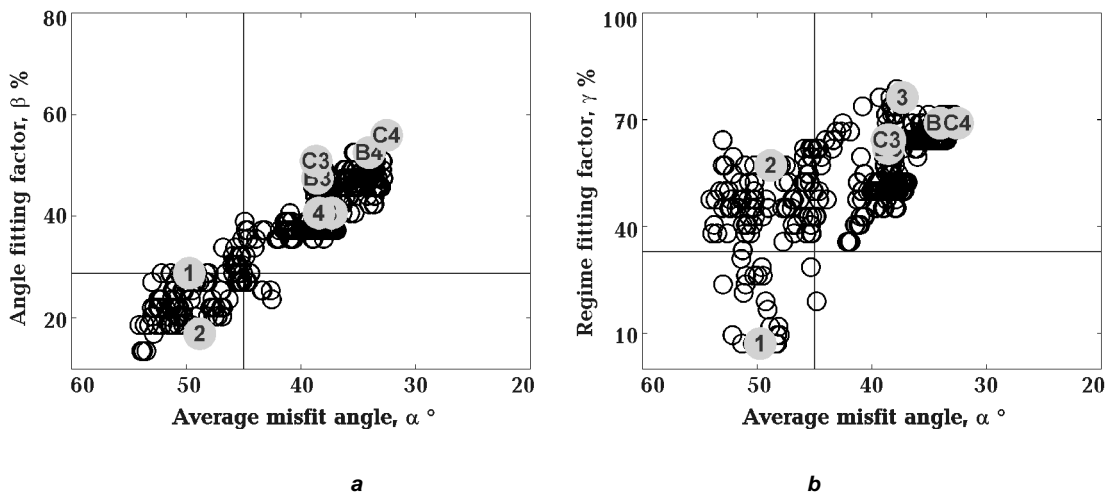 80
60
40
20
60
50
40
30
20
Angle fitting factor, β %
Average misfit angle, α °
C4
C3
B4
B3
4
1
2
a
100
70
40
10
60
50
40
30
20
Regime fitting factor, γ %
Average misfit angle, α °
3
B
C4
C3
2
1
b